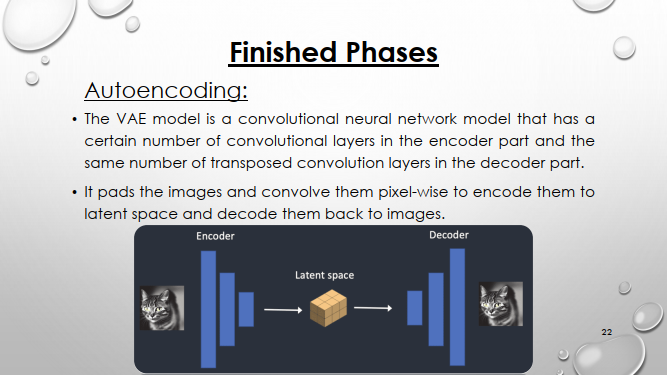 Finished Phases
Autoencoding:
• The VAE model is a convolutional neural network model that has a
certain number of convolutional layers in the encoder part and the
same number of transposed convolution layers in the decoder part.
• It pads the images and convolve them pixel-wise to encode them to
latent space and decode them back to images.
Encoder
Decoder
Latent space
22